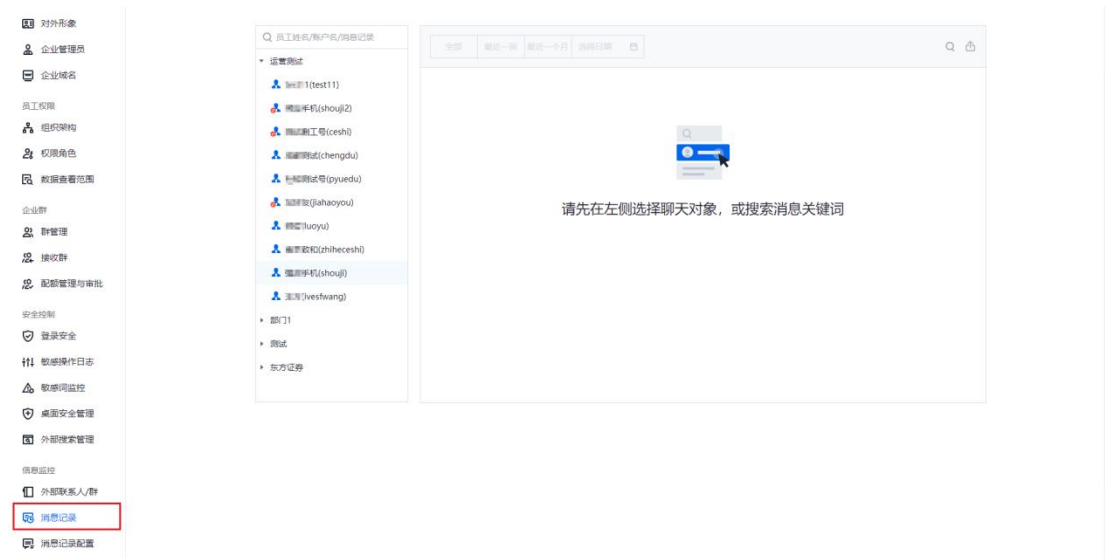 对外形象
企业管理员
企业域名
员工权限
组织架构
权限角色
数据查看范围
企业群
群管理
接收群
配额管理与审批
安全控制
登录安全
敏感操作日志
敏感词监控
桌面安全管理
外部搜索管理
信息监控
外部联系人/群
消息记录
消息记录配置
员工姓名/账户名/消息记录
运营测试
1(test11)
手机(shouji2)
删工号(ceshi)
测试(chengdu)
测试号(pyuedu)
(jiahaoyou)
(luoyu)
致和(zhiheceshi)
手机(shouji)
(ivesfwang)
部门1
测试
东方证券
全部 最近一周 最近一个月 选择日期
请先在左侧选择聊天对象，或搜索消息关键词